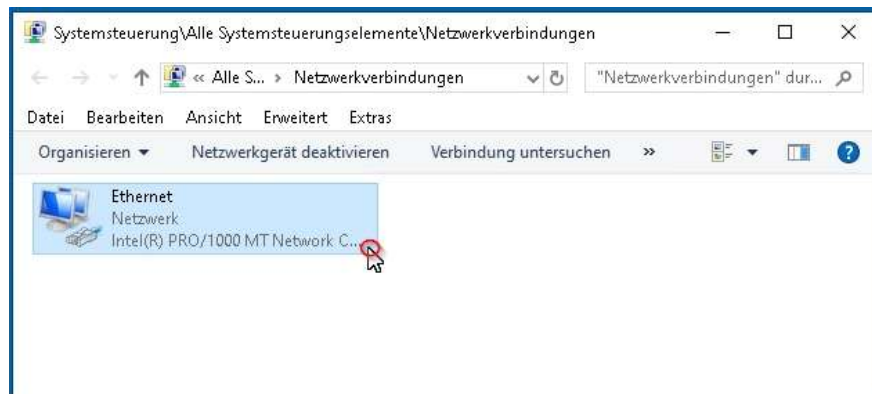 Systemsteuerung\Alle Systemsteuerungselemente\Netzwerkverbindungen
« Alle S... › Netzwerkverbindungen "Netzwerkverbindungen" dur...
Datei Bearbeiten Ansicht Erweitert Extras
Organisieren Netzwerkgerät deaktivieren Verbindung untersuchen »
Ethernet
Netzwerk
Intel(R) PRO/1000 MT Network C...